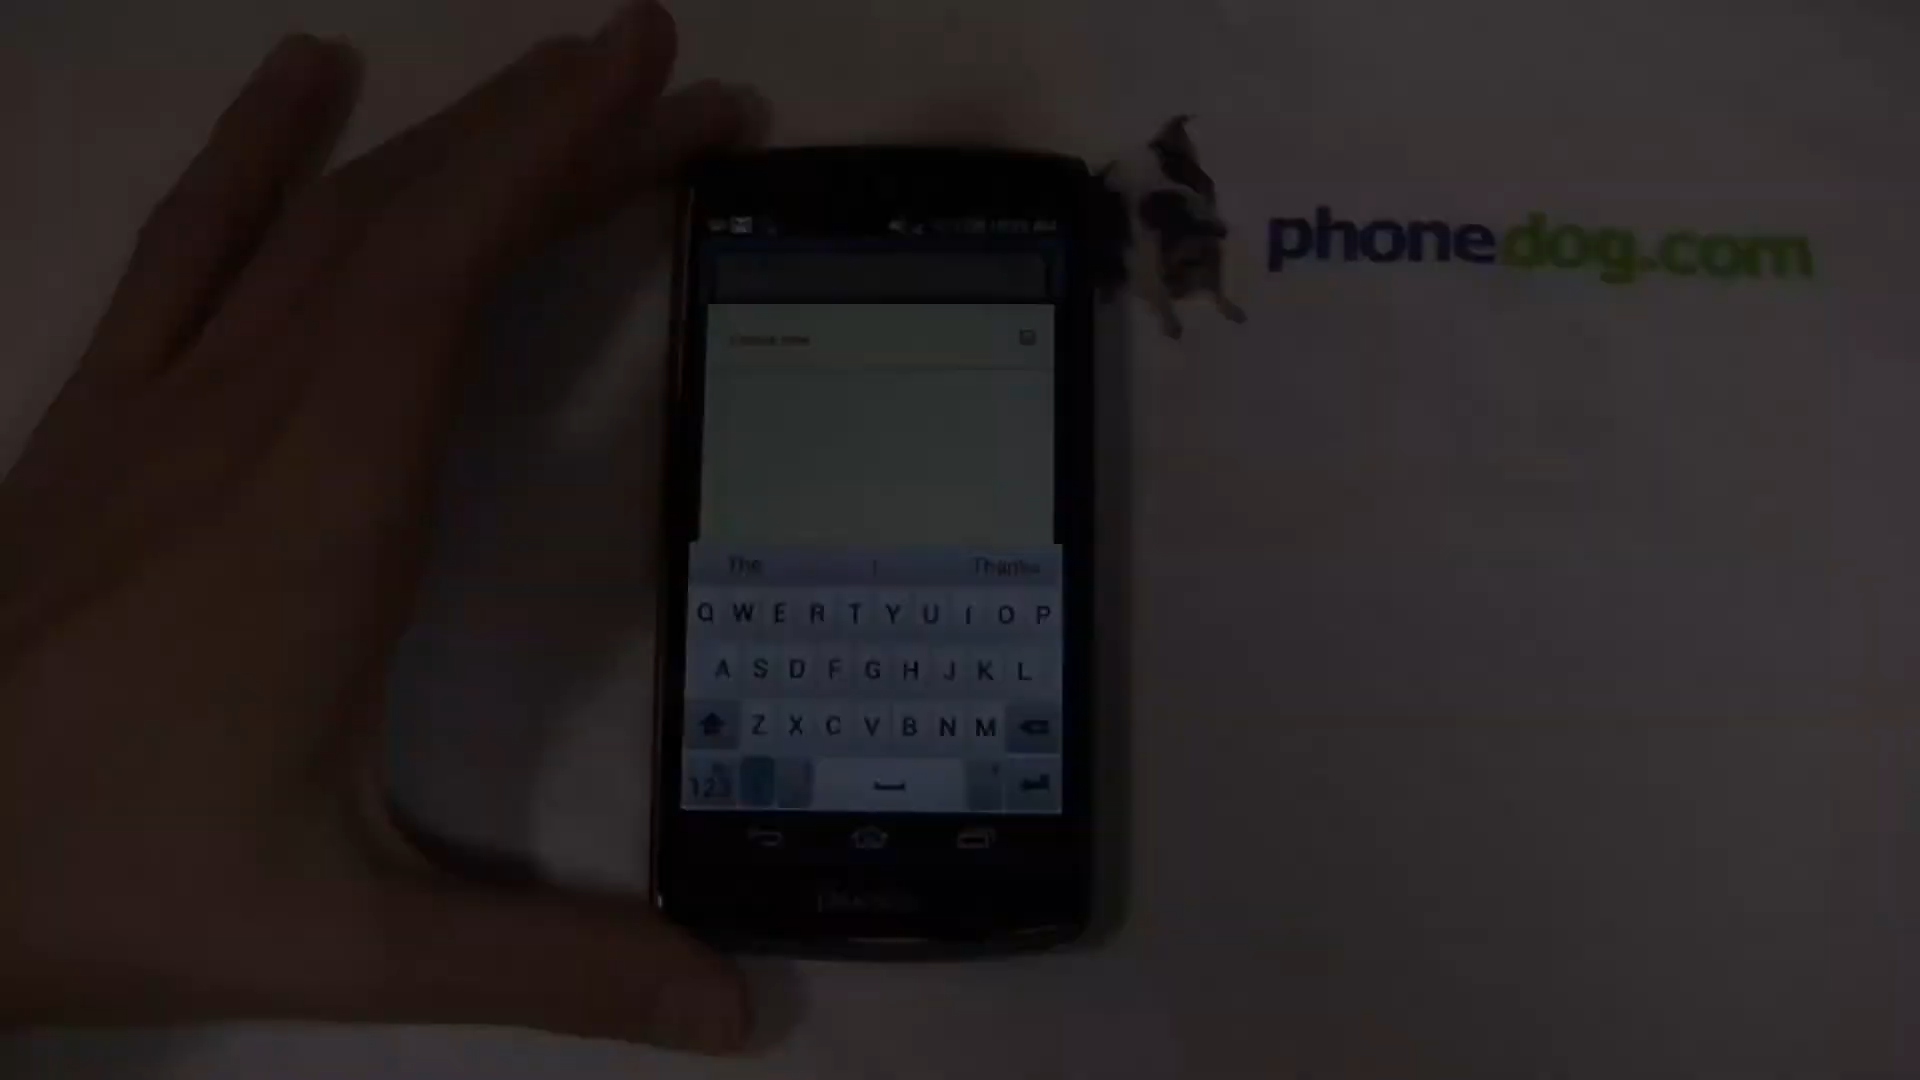 phonedog.com
The
Thanks
Q W E R T Y U I O P
A S D F G H J K L
Z X C V B N M
123